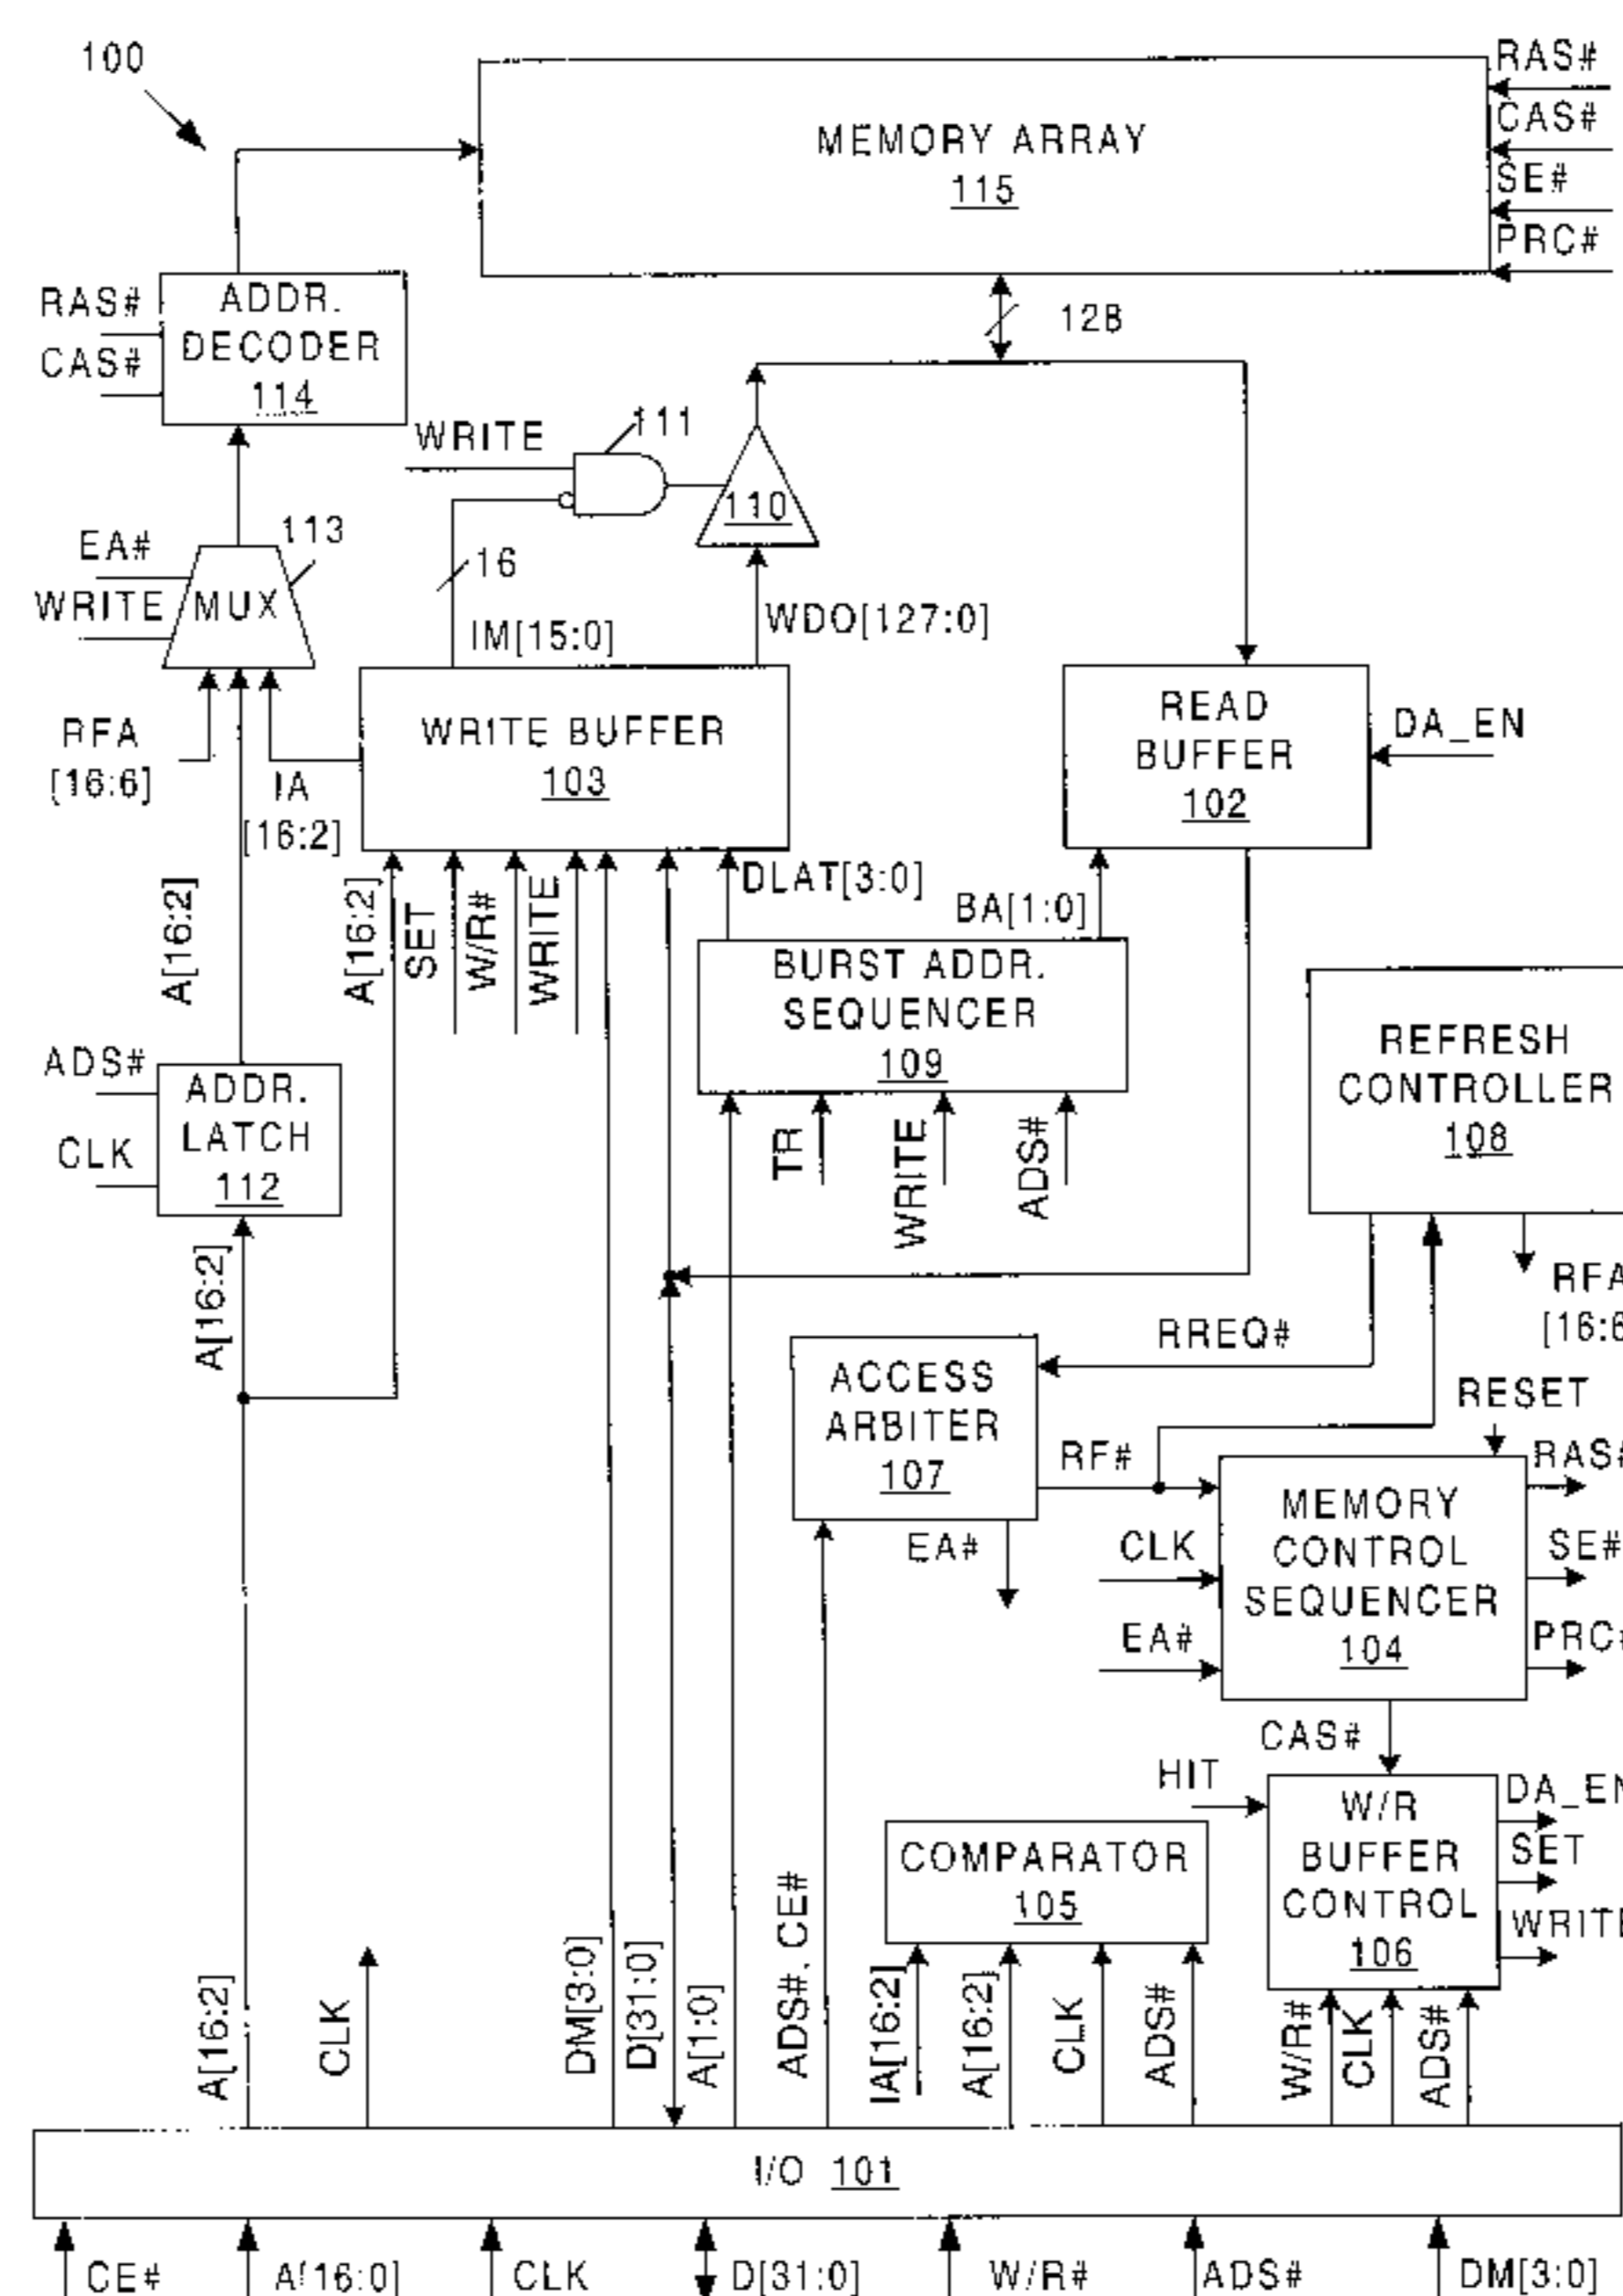 100
MEMORY ARRAY
115
RAS#
CAS#
SE#
PRC#
128
RAS#
CAS#
ADDR.
DECODER
114
WRITE
111
110
EA#
WRITE
113
MUX
16
IM[15:0]
WDO[127:0]
RFA
[16:6]
IA
[16:2]
WRITE BUFFER
103
READ
BUFFER
102
DA_EN
A[16:2]
A[16:2]
SET
W/R#
WRITE
DLAT[3:0]
BA[1:0]
BURST ADDR.
SEQUENCER
109
TR
WRITE
ADS#
REFRESH
CONTROLLER
108
RFA
[16:6
ADS#
CLK
ADDR.
LATCH
112
A[16:2]
RREQ#
ACCESS
ARBITER
107
RF#
EA#
RESET
CLK
EA#
MEMORY
CONTROL
SEQUENCER
104
RAS#
SE#
PRC#
CAS#
HIT
W/R
BUFFER
CONTROL
106
DA_EN
SET
WRITE
COMPARATOR
105
A[16:2]
CLK
DM[3:0]
D[31:0]
A[1:0]
ADS#, CE#
IA[16:2]
A[16:2]
CLK
ADS#
W/R#
CLK
ADS#
I/O 101
CE#
A[16:0]
CLK
D[31:0]
W/R#
ADS#
DM[3:0]